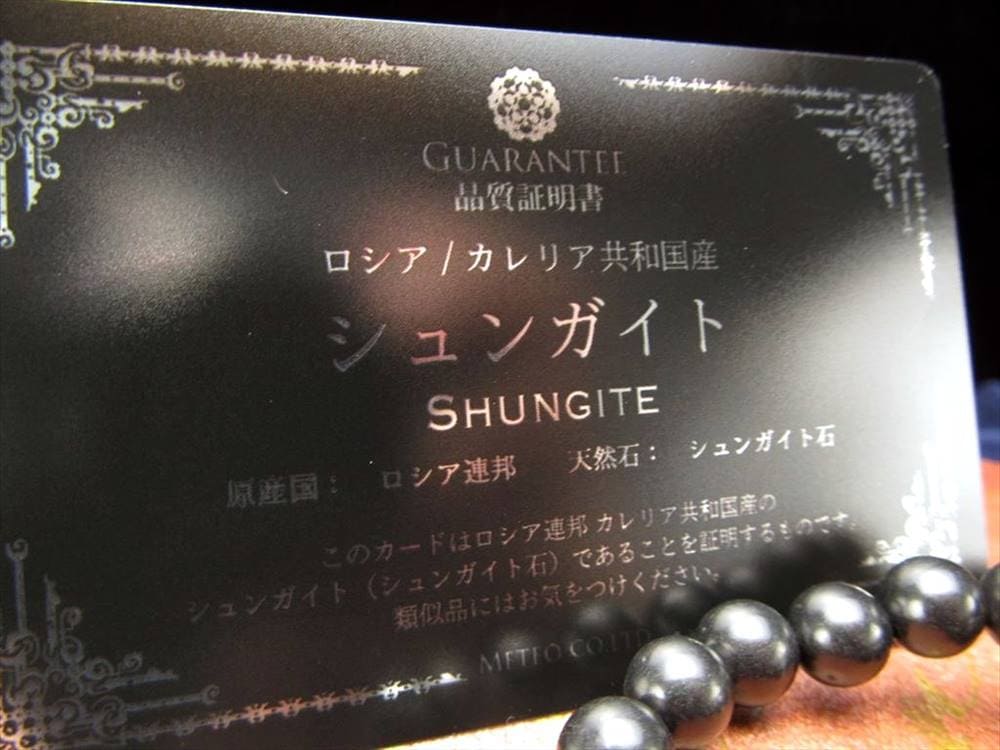 GUARANTEE
品質証明書
ロシア / カレリア共和国産
シュンガイト
SHUNGITE
原産国： ロシア連邦 天然石： シュンガイト石
このカードはロシア連邦 カレリア共和国産の
シュンガイト（シュンガイト石）であることを証明するものです。
類似品にはお気をつけください。
CO.LTD